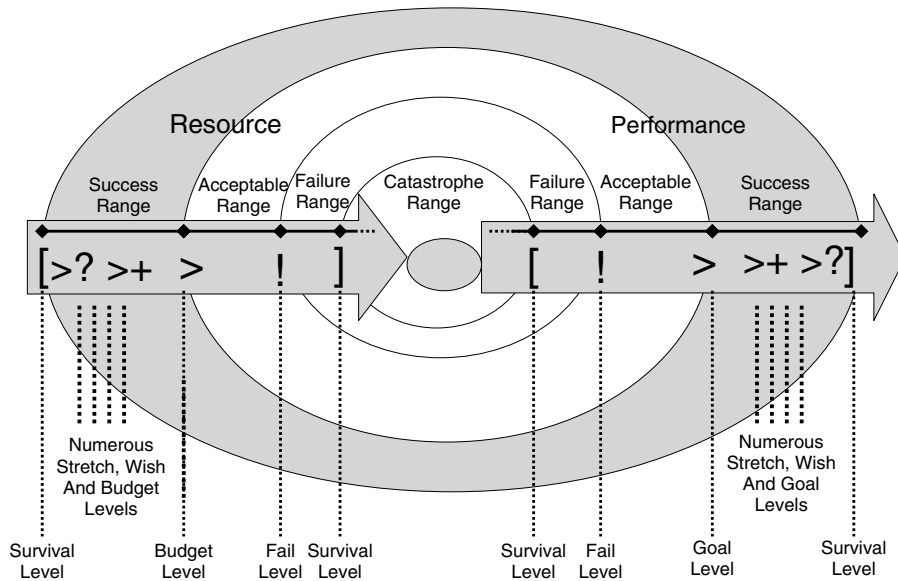 Resource
Performance
Success
Range
Acceptable
Range
Failure
Range
Catastrophe
Range
Failure
Range
Acceptable
Range
Success
Range
[>? >+ > ! ]
[ ! > >+ >?]
Numerous
Stretch, Wish
And Budget
Levels
Numerous
Stretch, Wish
And Goal
Levels
Survival
Level
Budget
Level
Fail
Level
Survival
Level
Survival
Level
Fail
Level
Goal
Level
Survival
Level